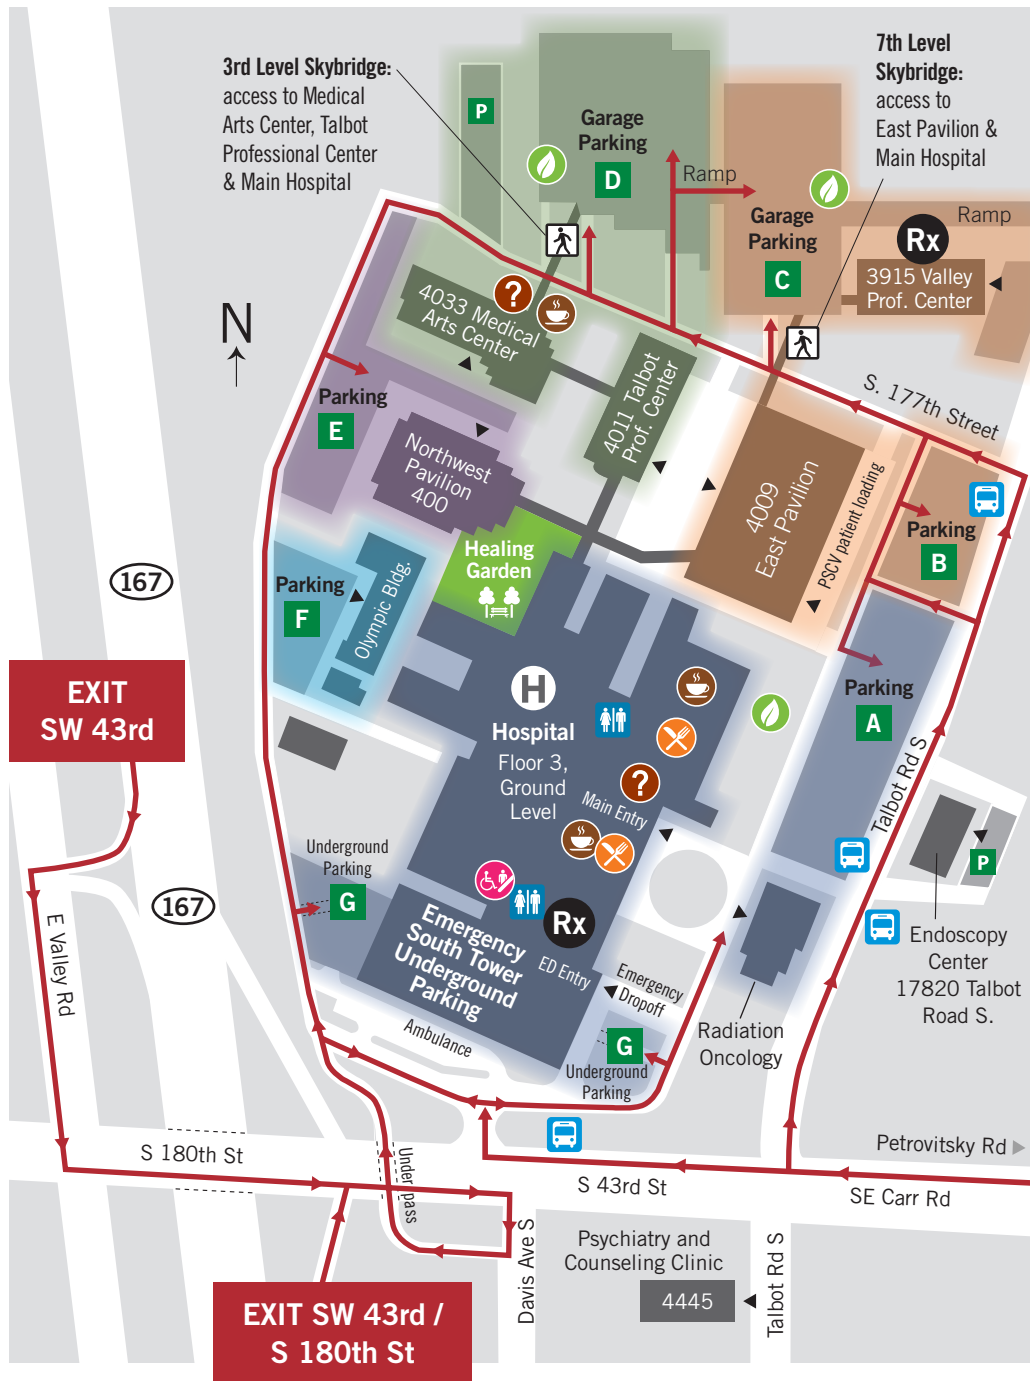 3rd Level Skybridge:
access to Medical
Arts Center, Talbot
Professional Center
& Main Hospital
7th Level
Skybridge:
access to
East Pavilion &
Main Hospital
P
Garage
Parking
D
Ramp
Garage
Parking
C
Ramp
Rx
3915 Valley
Prof. Center
N
?
4033 Medical
Arts Center
4011 Talbot
Prof. Center
S. 177th Street
Parking
E
Northwest
Pavilion
400
4009
East Pavilion
PSCV patient loading
Parking
B
Healing
Garden
Parking
F
Olympic Bldg.
167
EXIT
SW 43rd
H
Hospital
Floor 3,
Ground
Level
Parking
A
?
Main Entry
Talbot Rd S
P
Underground
Parking
G
167
E Valley Rd
Rx
Emergency
South Tower
Underground
Parking
ED Entry
Emergency
Dropoff
Endoscopy
Center
17820 Talbot
Road S.
Radiation
Oncology
Ambulance
G
Underground
Parking
S 180th St
Underpass
S 43rd St
Petrovitsky Rd
SE Carr Rd
Davis Ave S
Psychiatry and
Counseling Clinic
4445
Talbot Rd S
EXIT SW 43rd /
S 180th St